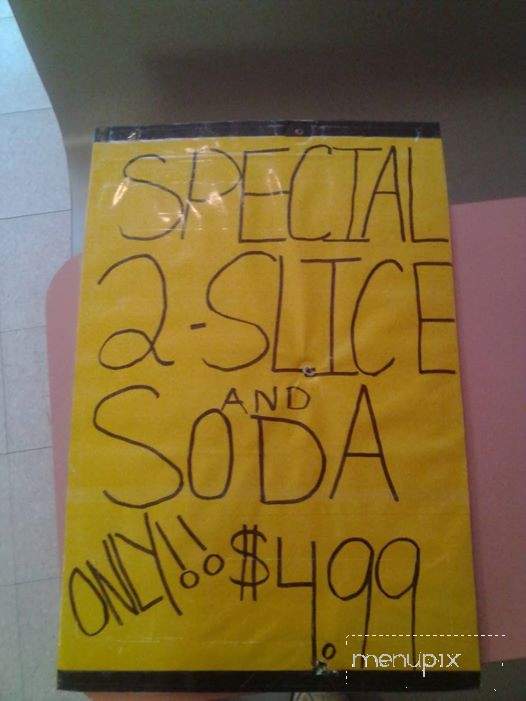 SPECIAL
2-SLICE
AND
SODA
ONLY!! $4.99
menupix